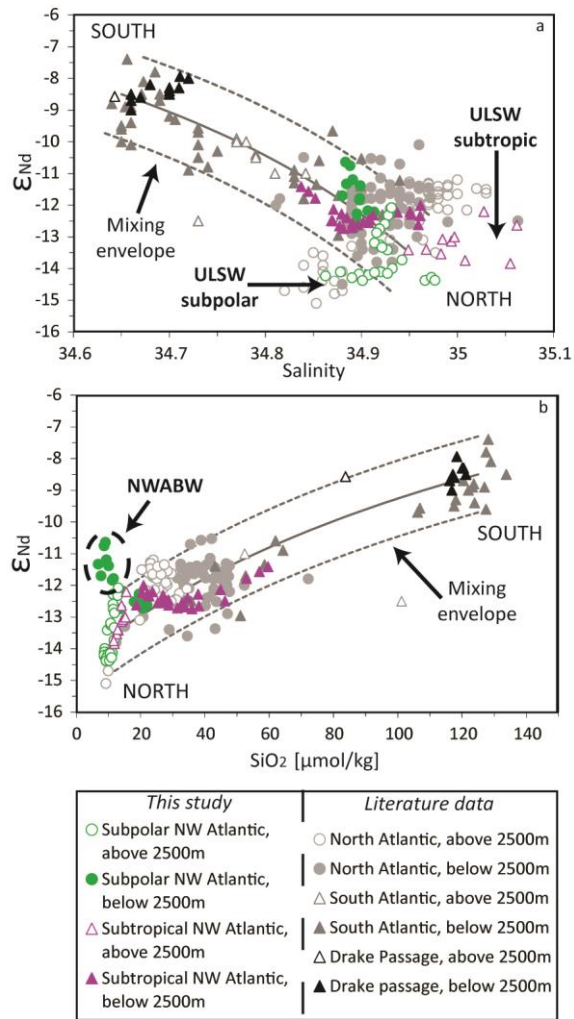 SOUTH
a
-6
-7
-8
-9
-10
-11
-12
-13
-14
-15
-16
εNd
ULSW
subtropic
Mixing
envelope
ULSW
subpolar
NORTH
34.6
34.7
34.8
34.9
35
35.1
Salinity
b
-6
-7
-8
-9
-10
-11
-12
-13
-14
-15
-16
εNd
NWABW
SOUTH
Mixing
envelope
NORTH
0
20
40
60
80
100
120
140
SiO2 [μmol/kg]
This study
Subpolar NW Atlantic,
above 2500m
Subpolar NW Atlantic,
below 2500m
Subtropical NW Atlantic,
above 2500m
Subtropical NW Atlantic,
below 2500m
Literature data
North Atlantic, above 2500m
North Atlantic, below 2500m
South Atlantic, above 2500m
South Atlantic, below 2500m
Drake Passage, above 2500m
Drake passage, below 2500m